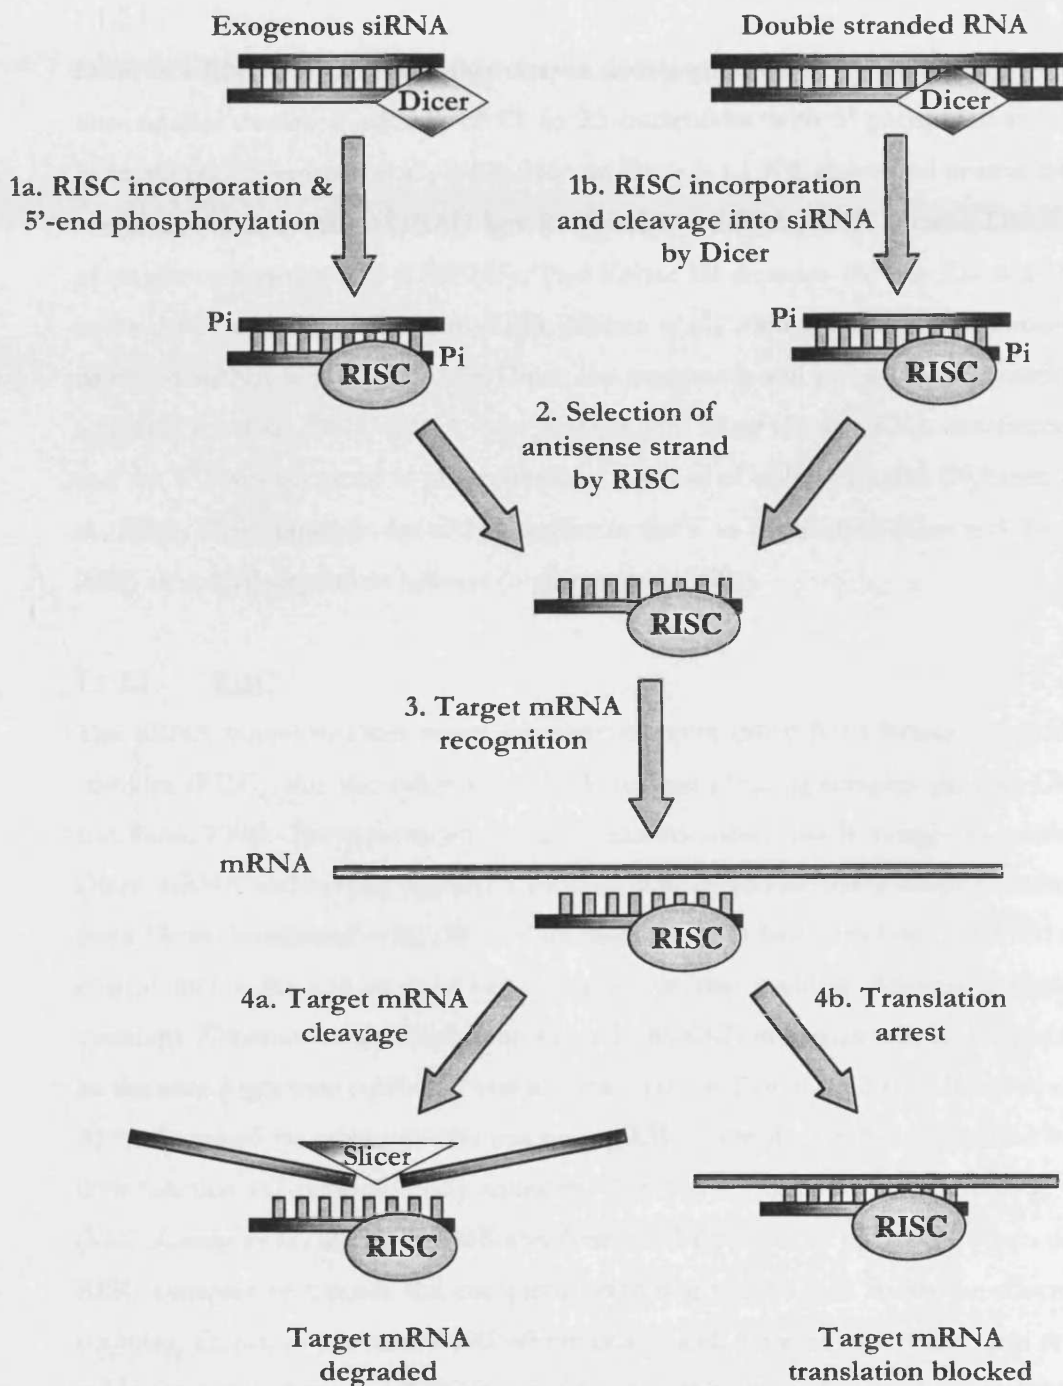 Exogenous siRNA
Double stranded RNA
Dicer
Dicer
1a. RISC incorporation &
5'-end phosphorylation
1b. RISC incorporation
and cleavage into siRNA
by Dicer
Pi
Pi
RISC
Pi
Pi
RISC
2. Selection of
antisense strand
by RISC
RISC
3. Target mRNA
recognition
mRNA
RISC
4a. Target mRNA
cleavage
4b. Translation
arrest
Slicer
RISC
RISC
Target mRNA
degraded
Target mRNA
translation blocked